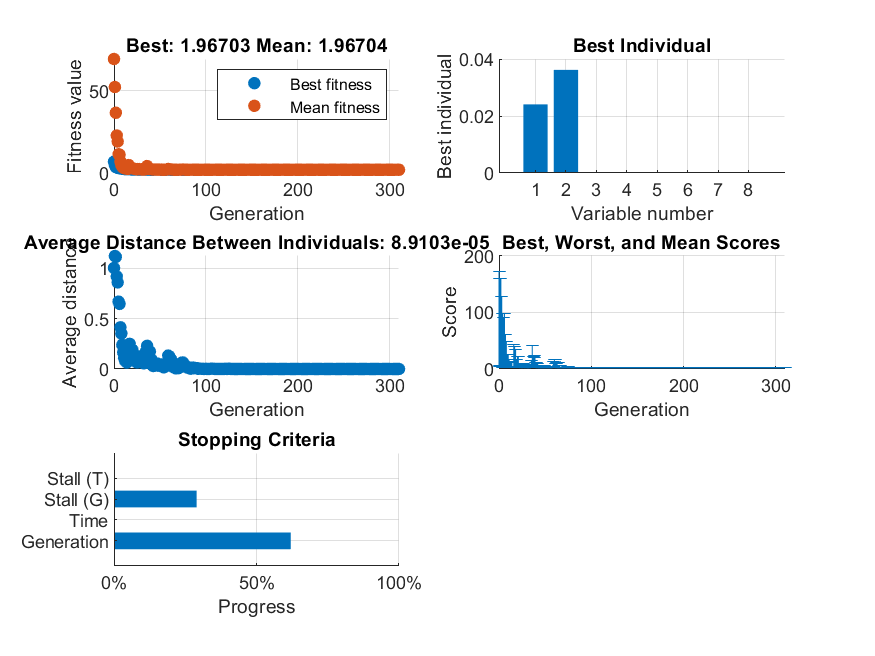 Best: 1.96703 Mean: 1.96704
Fitness value
50
0
0 100 200 300
Generation
Best fitness
Mean fitness
Best Individual
Best individual
0.04
0.02
0
1 2 3 4 5 6 7 8
Variable number
Average Distance Between Individuals: 8.9103e-05
Average distance
1
0.5
0
0 100 200 300
Generation
Best, Worst, and Mean Scores
Score
200
100
0
0 100 200 300
Generation
Stopping Criteria
Stall (T)
Stall (G)
Time
Generation
0% 50% 100%
Progress